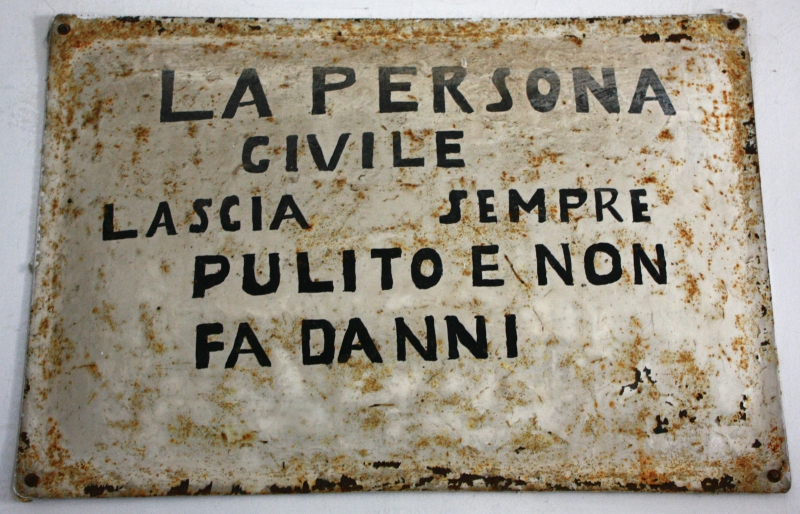 LA PERSONA
CIVILE
LASCIA SEMPRE
PULITO E NON
FA DANNI